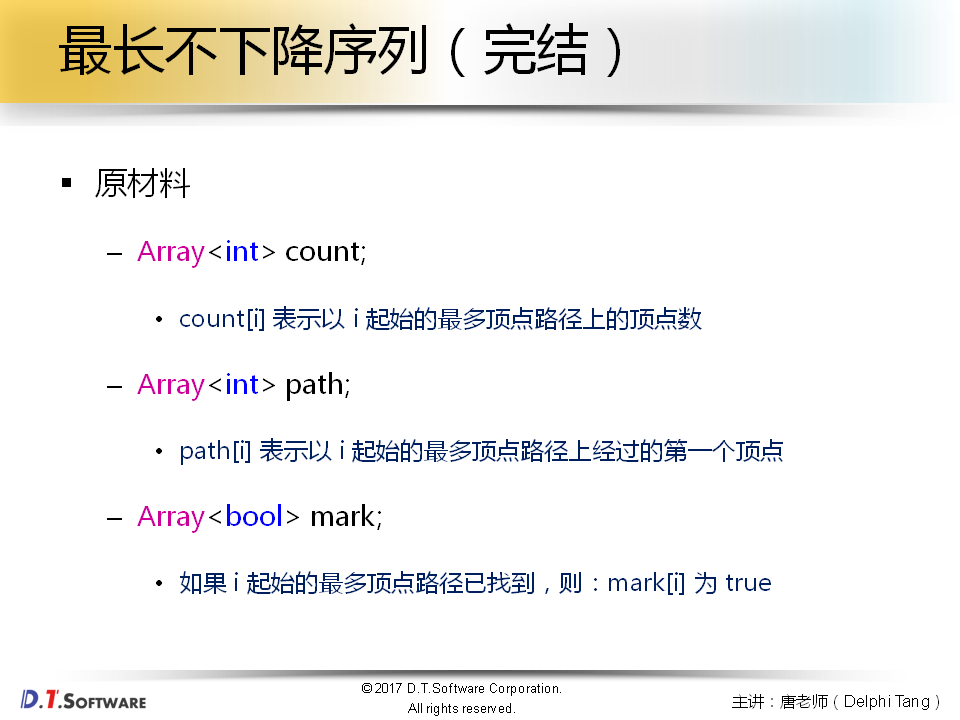 最长不下降序列（完结）
▪ 原材料
– Array<int> count;
• count[i] 表示以 i 起始的最多顶点路径上的顶点数
– Array<int> path;
• path[i] 表示以 i 起始的最多顶点路径上经过的第一个顶点
– Array<bool> mark;
• 如果 i 起始的最多顶点路径已找到，则：mark[i] 为 true
D.T.SOFTWARE
©2017 D.T.Software Corporation.
All rights reserved.
主讲：唐老师（Delphi Tang）